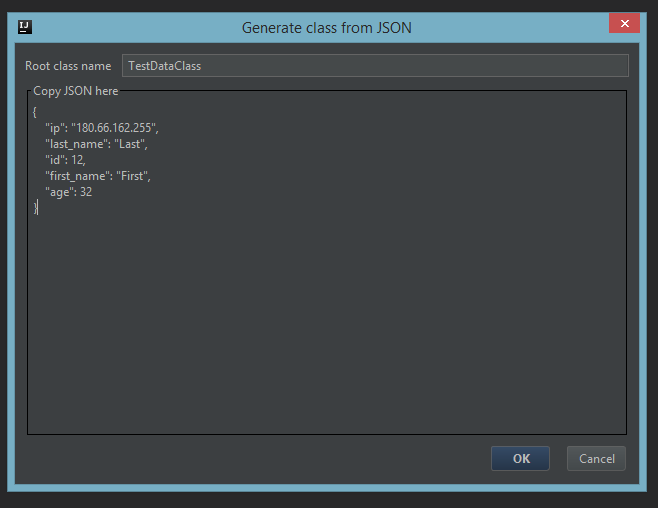 IJ
Generate class from JSON
Root class name TestDataClass
Copy JSON here
{
"ip": "180.66.162.255",
"last_name": "Last",
"id": 12,
"first_name": "First",
"age": 32
}
OK Cancel